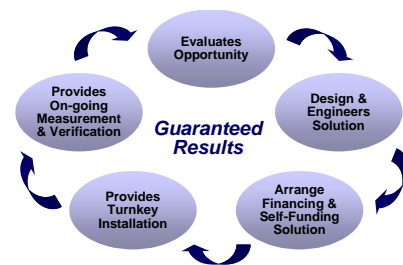 Evaluates
Opportunity
Design &
Engineers
Solution
Arrange
Financing &
Self-Funding
Solution
Provides
Turnkey
Installation
Provides
On-going
Measurement
& Verification
Guaranteed
Results